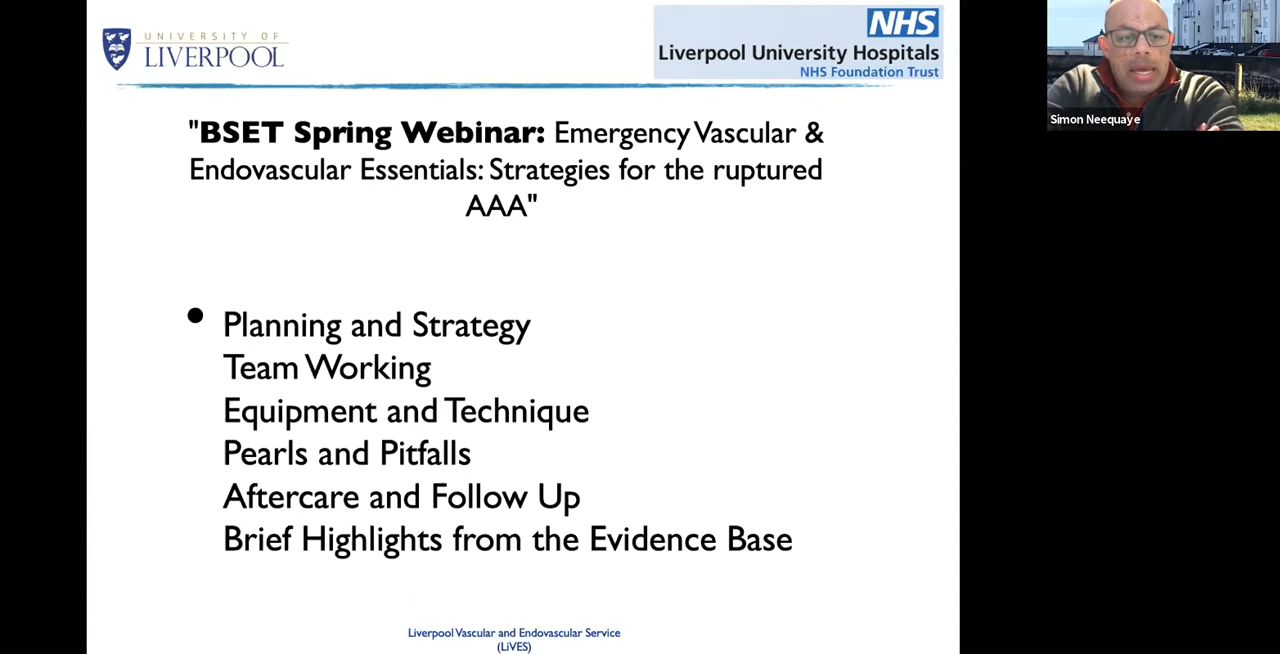 UNIVERSITY OF
LIVERPOOL
NHS
Liverpool University Hospitals
NHS Foundation Trust
Simon Neequaye
"BSET Spring Webinar: Emergency Vascular &
Endovascular Essentials: Strategies for the ruptured
AAA"
• Planning and Strategy
Team Working
Equipment and Technique
Pearls and Pitfalls
Aftercare and Follow Up
Brief Highlights from the Evidence Base
Liverpool Vascular and Endovascular Service
(LiVES)